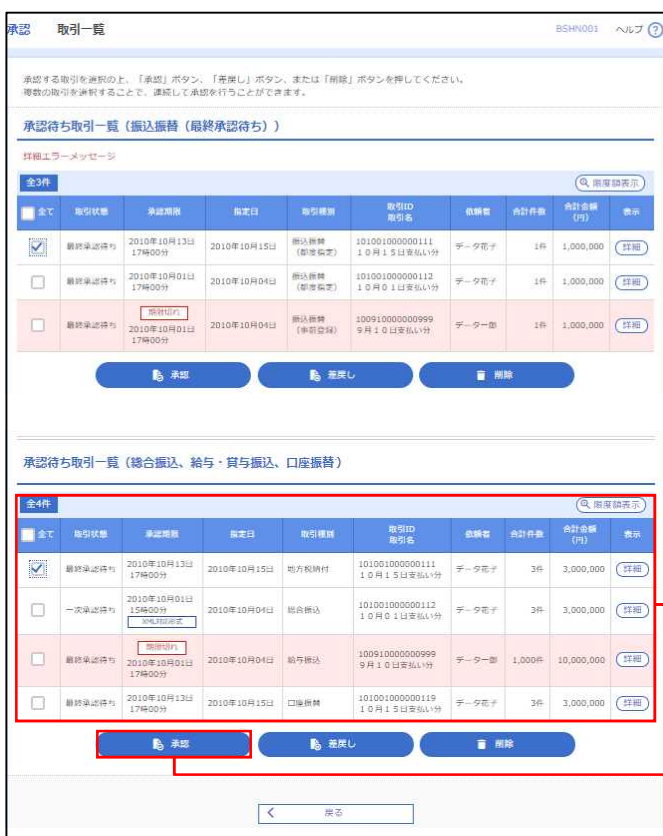 承認 取引一覧 BSHN001 ヘルプ ?
承認する取引を選択の上、「承認」ボタン、「差戻し」ボタン、または「削除」ボタンを押してください。
複数の取引を選択することで、連続して承認を行うことができます。
承認待ち取引一覧（振込振替（最終承認待ち））
詳細エラーメッセージ
全3件 限度額表示
全て 取引状態 承認期限 指定日 取引種別 取引ID 取引名 依頼者 合計件数 合計金額（円） 表示
最終承認待ち 2010年10月13日 17時00分 2010年10月15日 振込振替（都度指定） 101001000000111 10月15日支払い分 データ花子 1件 1,000,000 詳細
最終承認待ち 2010年10月01日 17時00分 2010年10月04日 振込振替（都度指定） 101001000000112 10月01日支払い分 データ花子 1件 1,000,000 詳細
最終承認待ち 期限切れ 2010年10月01日 17時00分 2010年10月04日 振込振替（事前登録） 100910000000999 9月10日支払い分 データ一郎 1件 1,000,000 詳細
承認 差戻し 削除
承認待ち取引一覧（総合振込、給与・賞与振込、口座振替）
全4件 限度額表示
全て 取引状態 承認期限 指定日 取引種別 取引ID 取引名 依頼者 合計件数 合計金額（円） 表示
最終承認待ち 2010年10月13日 17時00分 2010年10月15日 地方税納付 101001000000111 10月15日支払い分 データ花子 3件 3,000,000 詳細
一次承認待ち 2010年10月01日 15時00分 XML対応形式 2010年10月04日 総合振込 101001000000112 10月01日支払い分 データ花子 3件 3,000,000 詳細
最終承認待ち 期限切れ 2010年10月01日 17時00分 2010年10月04日 給与振込 100910000000999 9月10日支払い分 データ一郎 1,000件 10,000,000 詳細
最終承認待ち 2010年10月13日 17時00分 2010年10月15日 口座振替 101001000000119 10月15日支払い分 データ花子 3件 3,000,000 詳細
承認 差戻し 削除
戻る